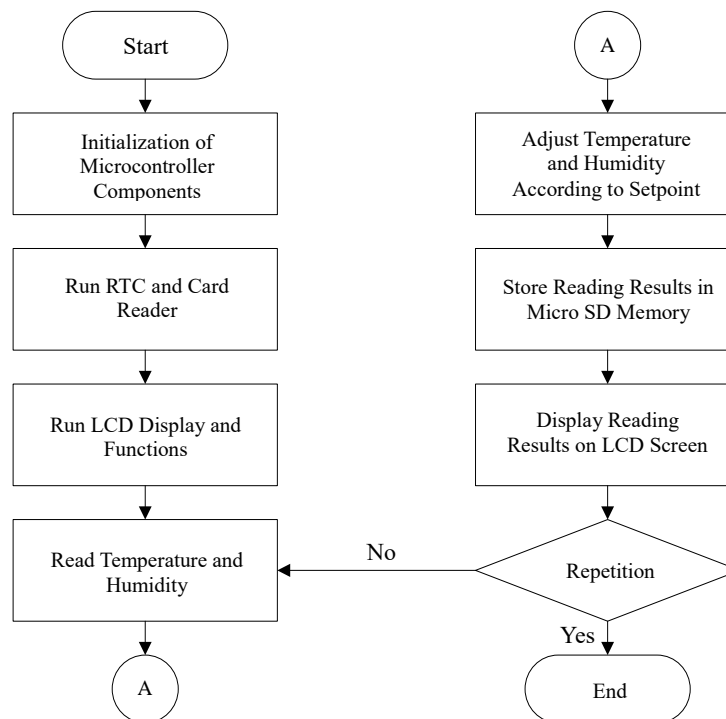 Start
Initialization of
Microcontroller
Components
Run RTC and Card
Reader
Run LCD Display and
Functions
Read Temperature and
Humidity
A
A
Adjust Temperature
and Humidity
According to Setpoint
Store Reading Results in
Micro SD Memory
Display Reading
Results on LCD Screen
Repetition
No
Yes
End